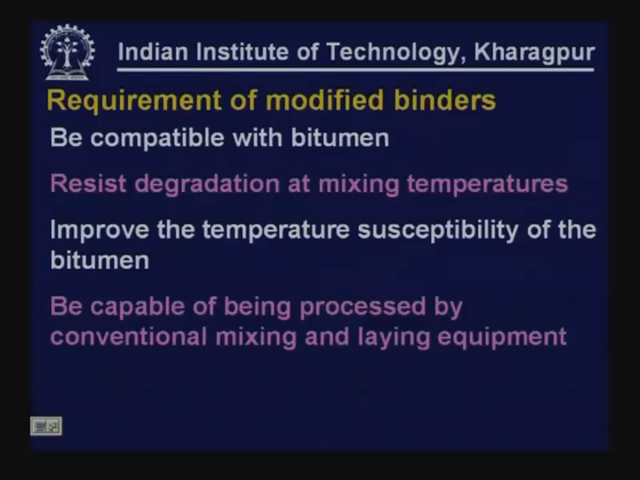 Indian Institute of Technology, Kharagpur
Requirement of modified binders
Be compatible with bitumen
Resist degradation at mixing temperatures
Improve the temperature susceptibility of the
bitumen
Be capable of being processed by
conventional mixing and laying equipment